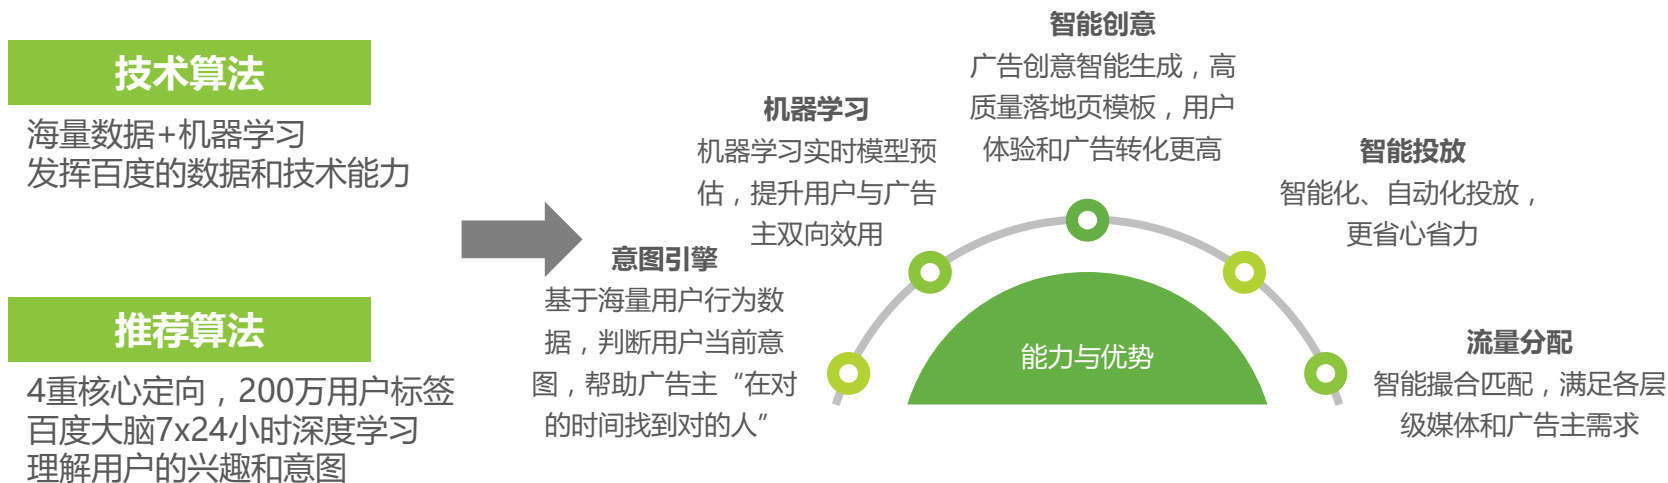 技术算法
海量数据+机器学习
发挥百度的数据和技术能力
推荐算法
4重核心定向，200万用户标签
百度大脑7x24小时深度学习
理解用户的兴趣和意图
意图引擎
基于海量用户行为数
据，判断用户当前意
图，帮助广告主“在对
的时间找到对的人”
机器学习
机器学习实时模型预
估，提升用户与广告
主双向效用
智能创意
广告创意智能生成，高
质量落地页模板，用户
体验和广告转化更高
智能投放
智能化、自动化投放，
更省心省力
流量分配
智能撮合匹配，满足各层
级媒体和广告主需求
能力与优势